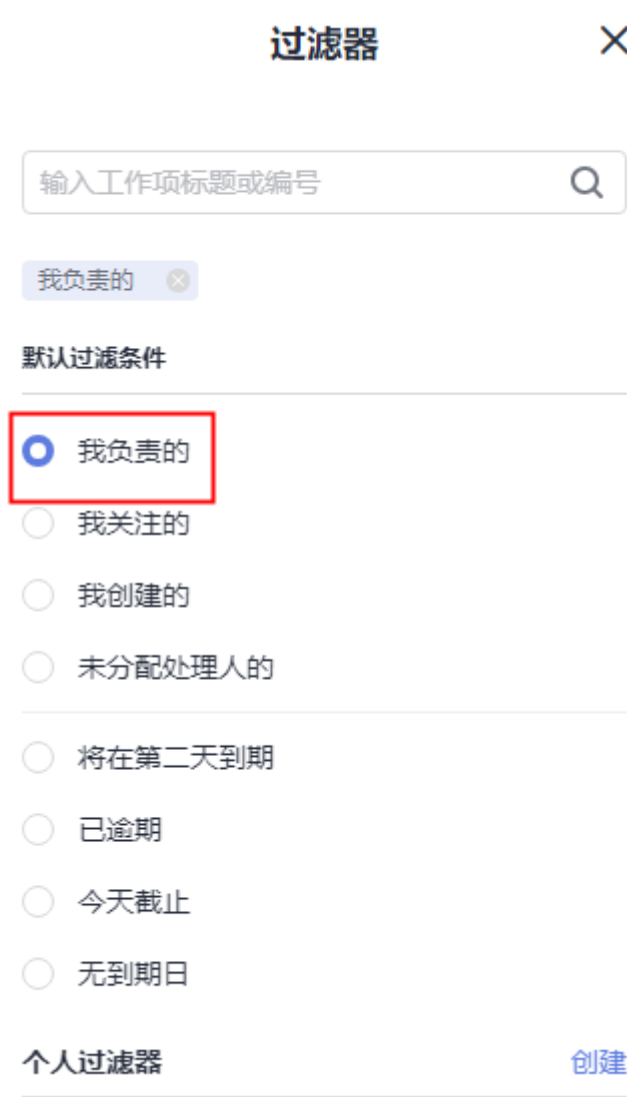 过滤器
输入工作项标题或编号
我负责的
默认过滤条件
我负责的
我关注的
我创建的
未分配处理人的
将在第二天到期
已逾期
今天截止
无到期日
个人过滤器 创建